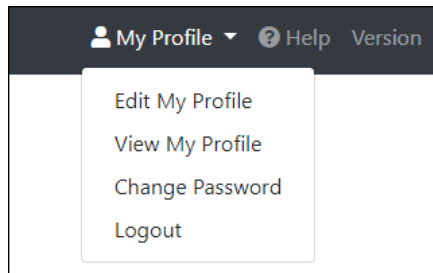 My Profile Help Version
Edit My Profile
View My Profile
Change Password
Logout